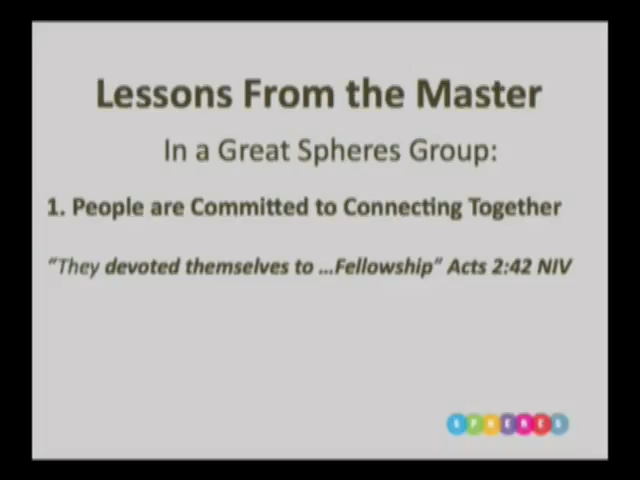 Lessons From the Master
In a Great Spheres Group:
1. People are Committed to Connecting Together
“They devoted themselves to ...Fellowship” Acts 2:42 NIV
SPHERES